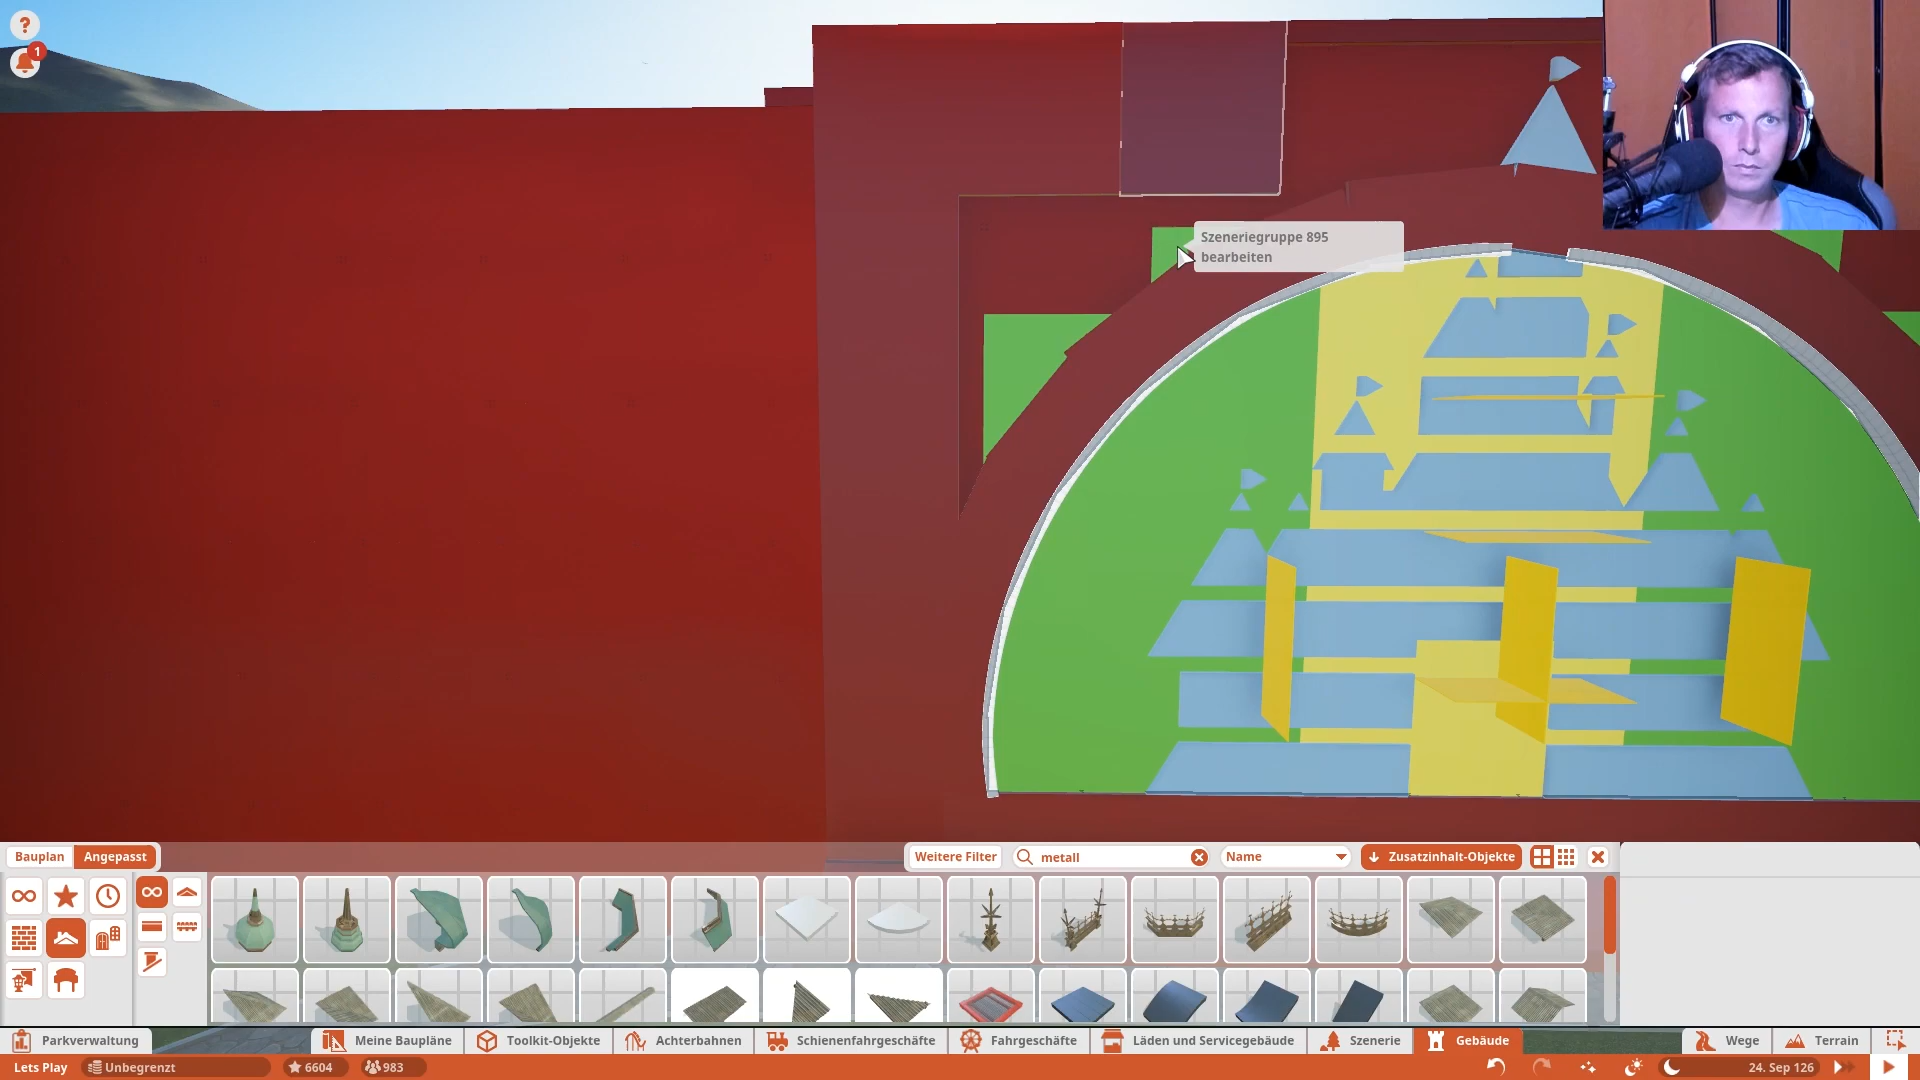 ?
1
Szeneriegruppe 895
bearbeiten
Bauplan
Angepasst
Weitere Filter
metall
Name
Zusatzinhalt-Objekte
Parkverwaltung
Meine Baupläne
Toolkit-Objekte
Achterbahnen
Schienenfahrgeschäfte
Fahrgeschäfte
Läden und Servicegebäude
Szenerie
Gebäude
Wege
Terrain
Lets Play
Unbegrenzt
6604
983
24. Sep 126